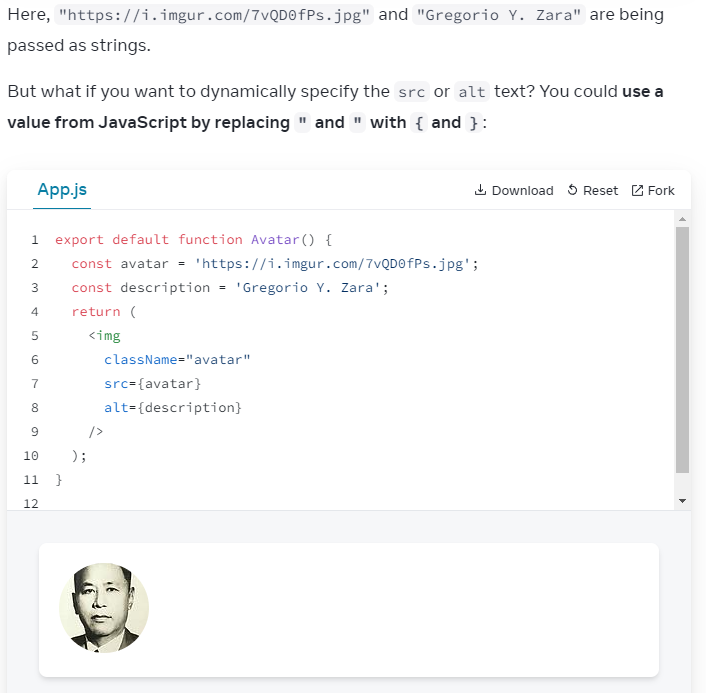 Here, "https://i.imgur.com/7vQD0fPs.jpg" and "Gregorio Y. Zara" are being
passed as strings.
But what if you want to dynamically specify the src or alt text? You could use a
value from JavaScript by replacing " and " with { and } :
App.js Download Reset Fork
1 export default function Avatar() {
2   const avatar = 'https://i.imgur.com/7vQD0fPs.jpg';
3   const description = 'Gregorio Y. Zara';
4   return (
5     <img
6       className="avatar"
7       src={avatar}
8       alt={description}
9     />
10   );
11 }
12